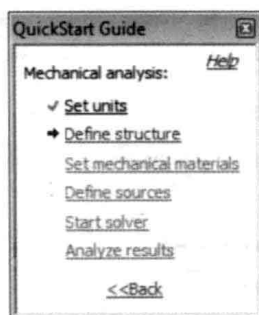 QuickStart Guide
Help
Mechanical analysis:
Set units
Define structure
Set mechanical materials
Define sources
Start solver
Analyze results
<<Back